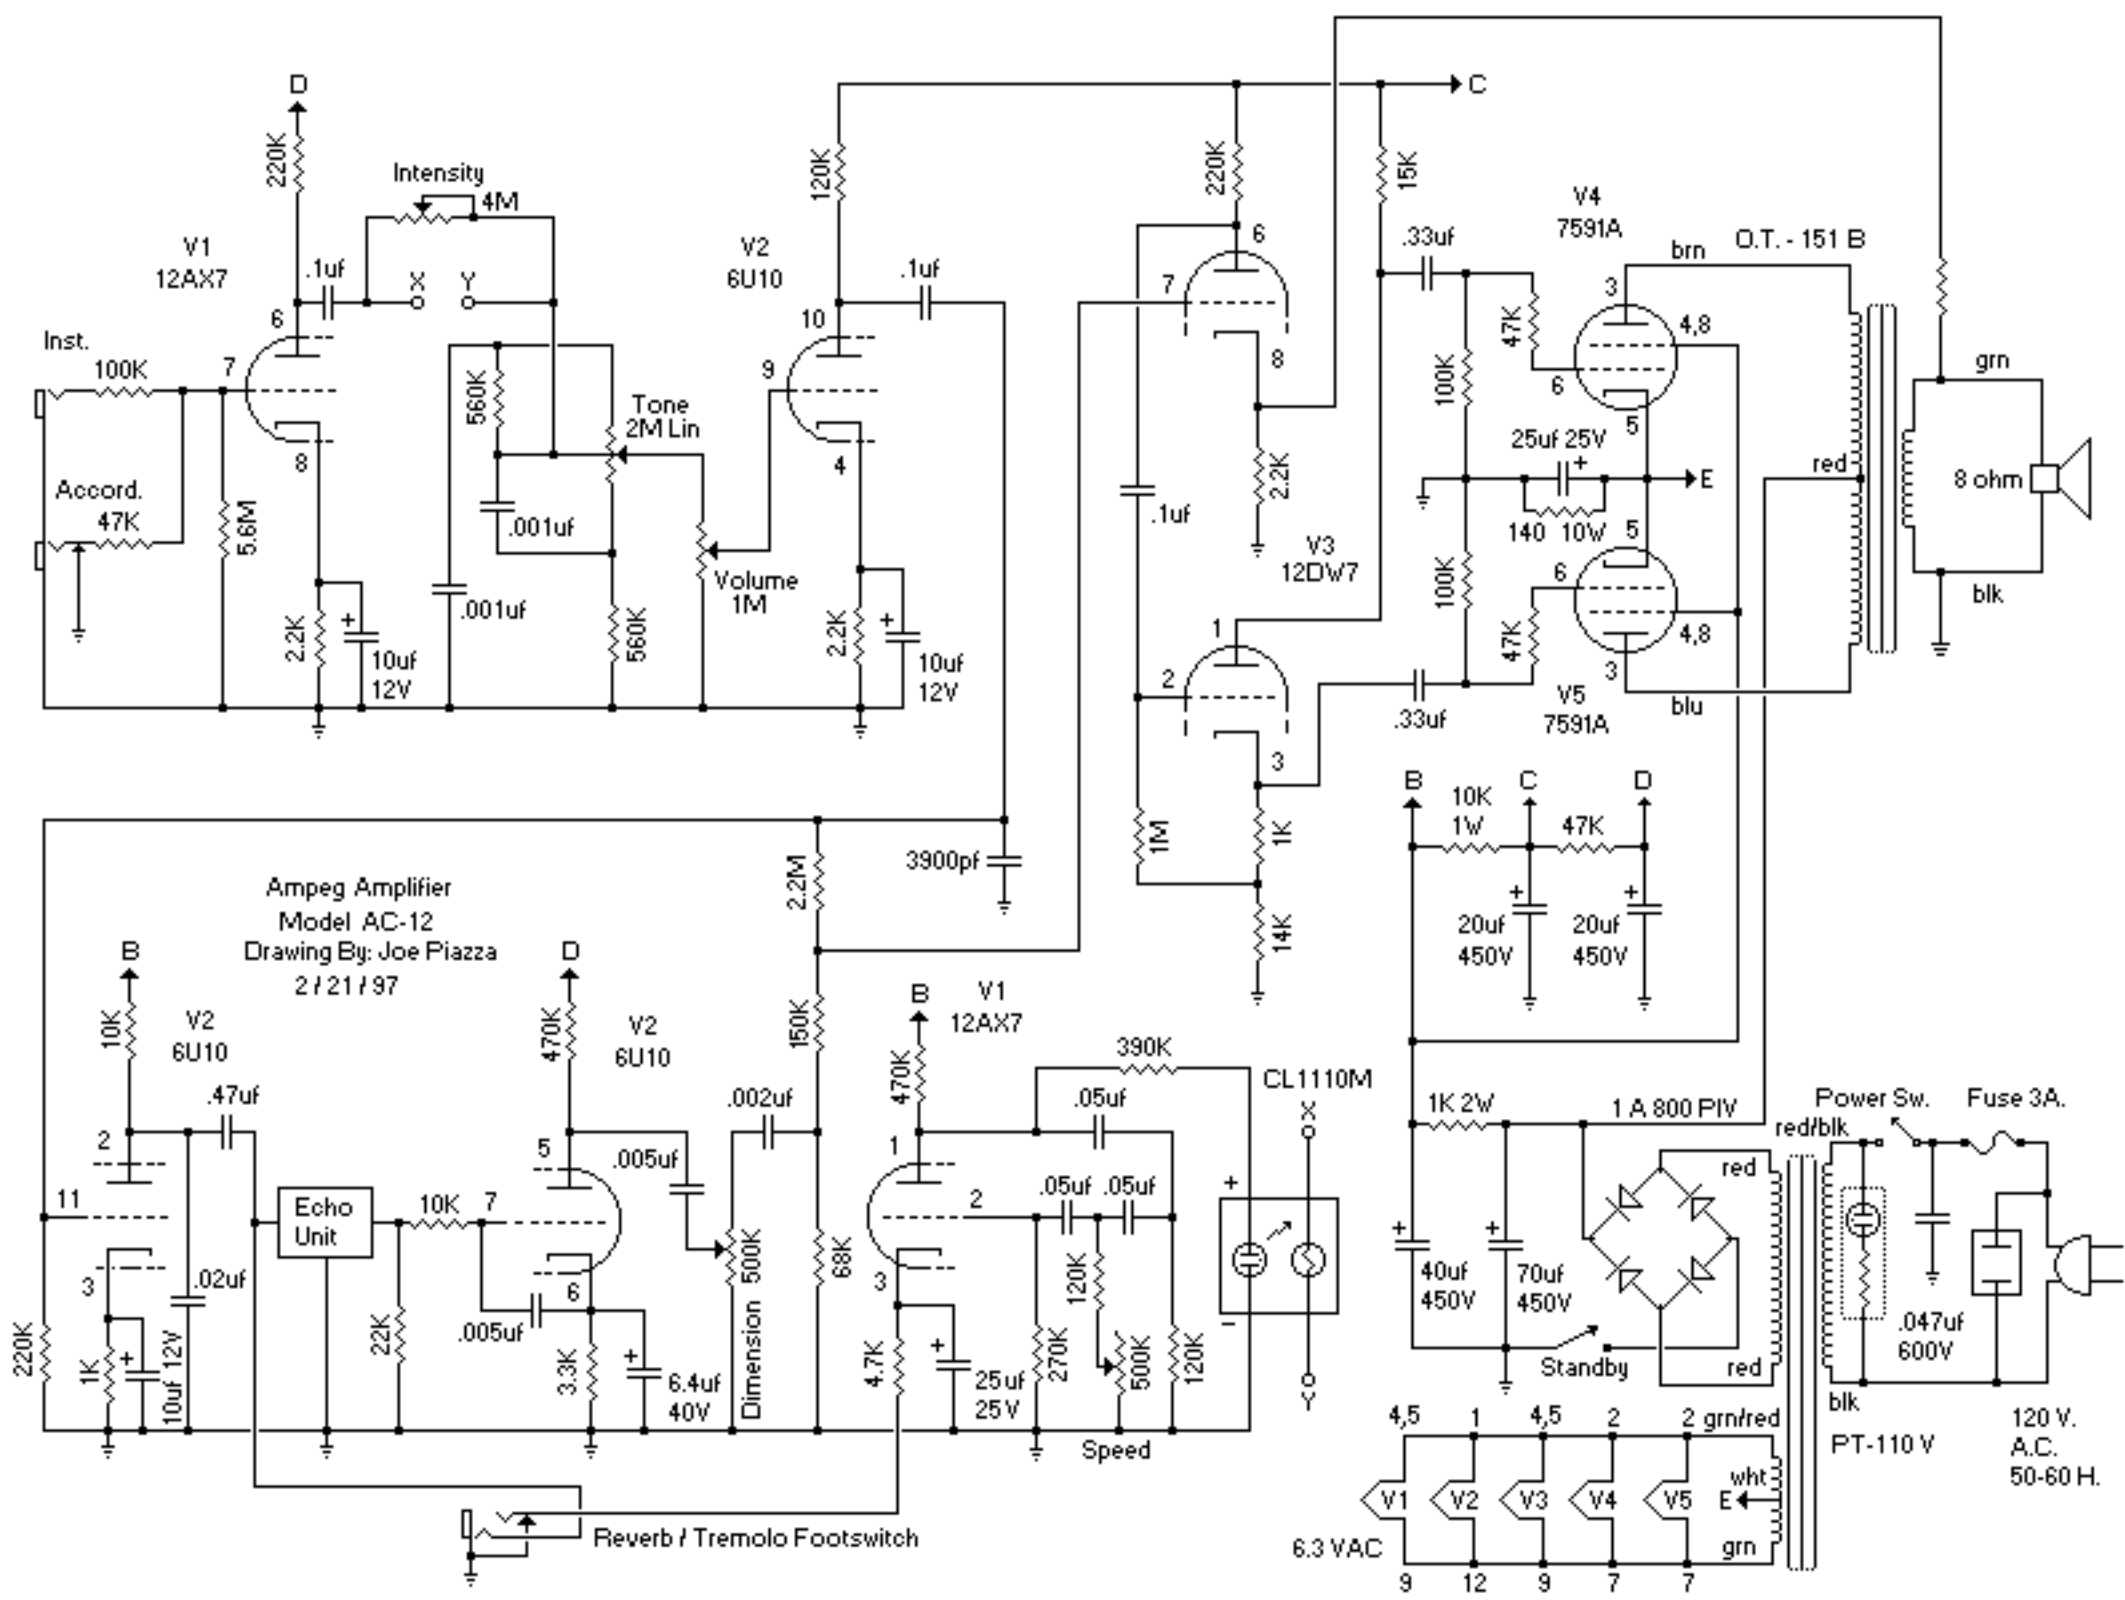 D
C
220K
Intensity
4M
120K
220K
15K
V4
7591A
.33uf
brn
O.T. - 151 B
V1
12AX7
.1uf
X
Y
V2
6U10
.1uf
6
7
3
4,8
47K
6
10
Inst.
100K
7
9
8
100K
6
5
grn
560K
Tone
2M Lin
25uf 25V
+
8
4
2.2K
red
E
8 ohm
Accord.
47K
5.6M
.001uf
.1uf
140 10W
5
V3
12DW7
6
100K
Volume
1M
blk
.001uf
1
47K
4,8
2.2K
+
10uf
12V
560K
2.2K
+
10uf
12V
2
3
V5
7591A
.33uf
blu
3
B
C
D
10K
1W
47K
3900pf
2.2M
1M
1K
Ampeg Amplifier
Model AC-12
Drawing By: Joe Piazza
2 / 21 / 97
+
20uf
450V
+
20uf
450V
14K
B
D
B
V1
12AX7
10K
V2
6U10
470K
V2
6U10
150K
470K
390K
CL1110M
.47uf
.002uf
.05uf
X
1K 2W
1 A 800 PIV
Power Sw.
Fuse 3A.
red/blk
2
5
.005uf
1
red
11
Echo
Unit
10K
7
.05uf
.05uf
2
+
3
.02uf
6
.005uf
500K
68K
3
120K
+
40uf
450V
+
70uf
450V
.047uf
600V
220K
1K
+
10uf 12V
22K
3.3K
+
6.4uf
40V
Dimension
4.7K
+
25uf
25V
270K
500K
120K
–
Y
Standby
red
blk
Speed
4,5
1
4,5
2
2
grn/red
PT-110 V
120 V.
A.C.
50-60 H.
wht
V1
V2
V3
V4
V5
E
Reverb / Tremolo Footswitch
6.3 VAC
grn
9
12
9
7
7